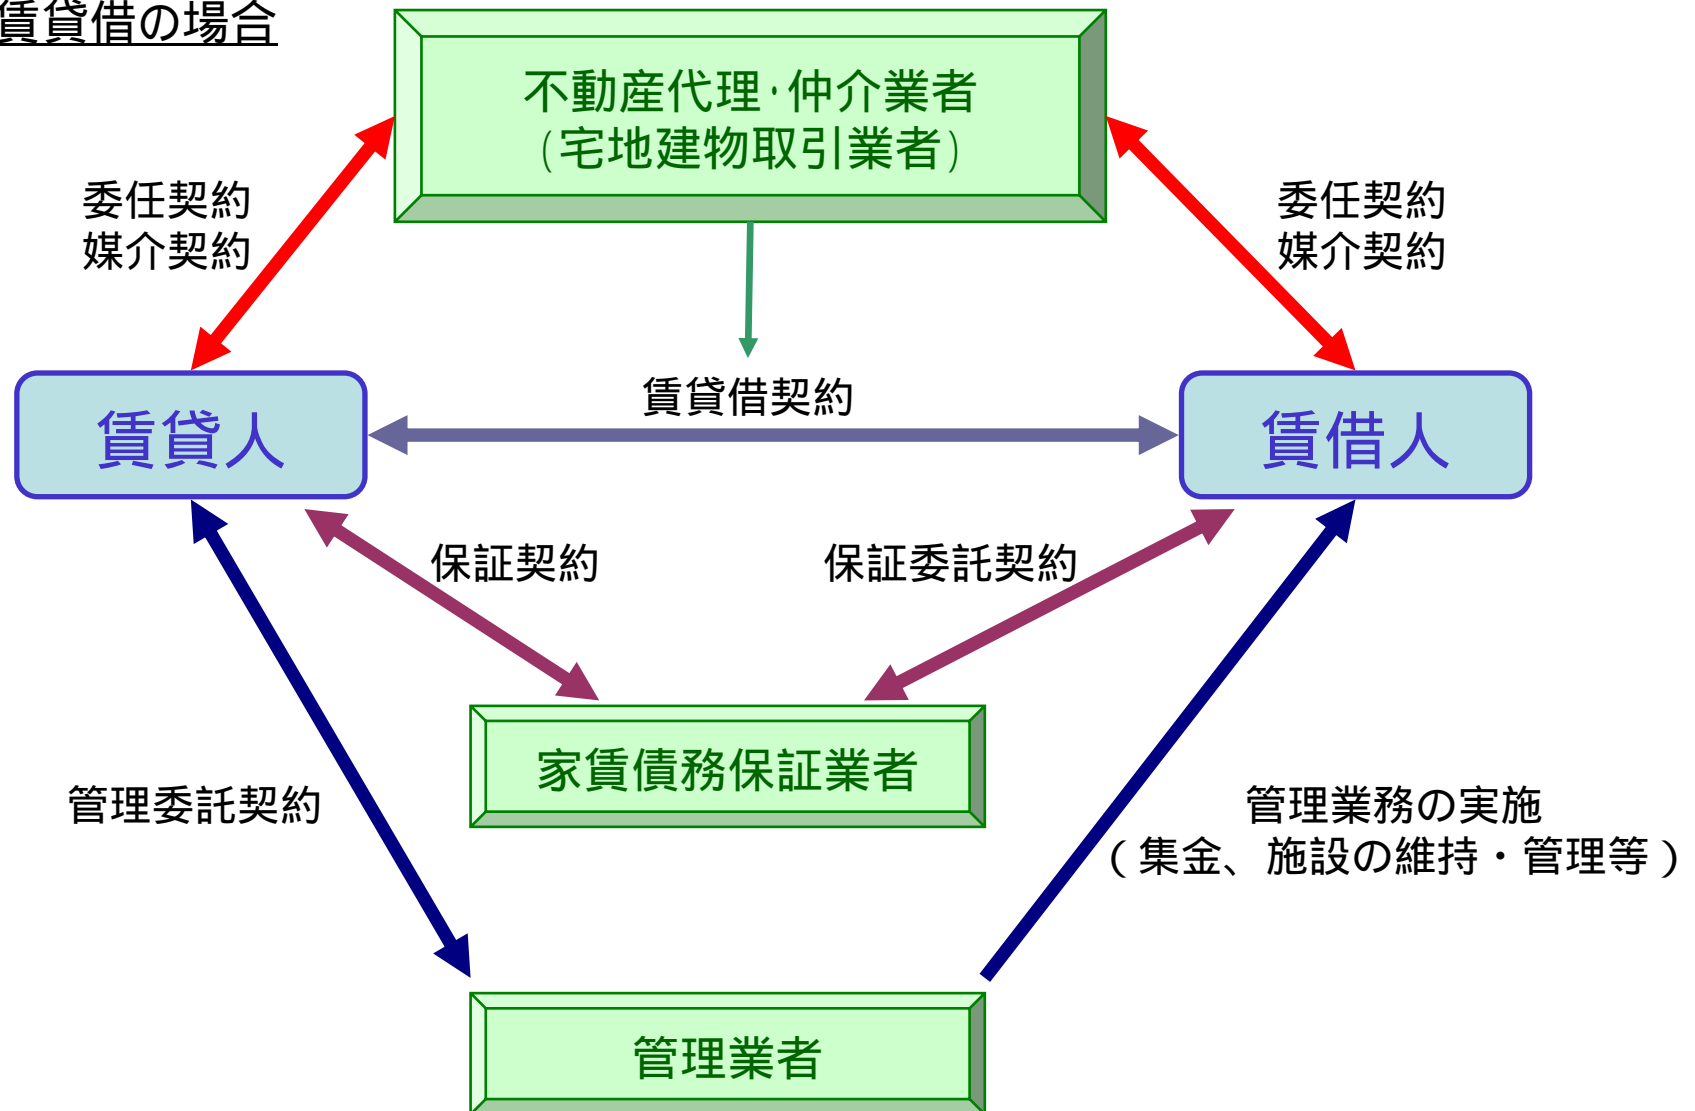 賃貸借の場合
不動産代理・仲介業者
(宅地建物取引業者)
委任契約
媒介契約
委任契約
媒介契約
賃貸借契約
賃貸人
賃借人
保証契約
保証委託契約
家賃債務保証業者
管理委託契約
管理業務の実施
(集金、施設の維持・管理等)
管理業者